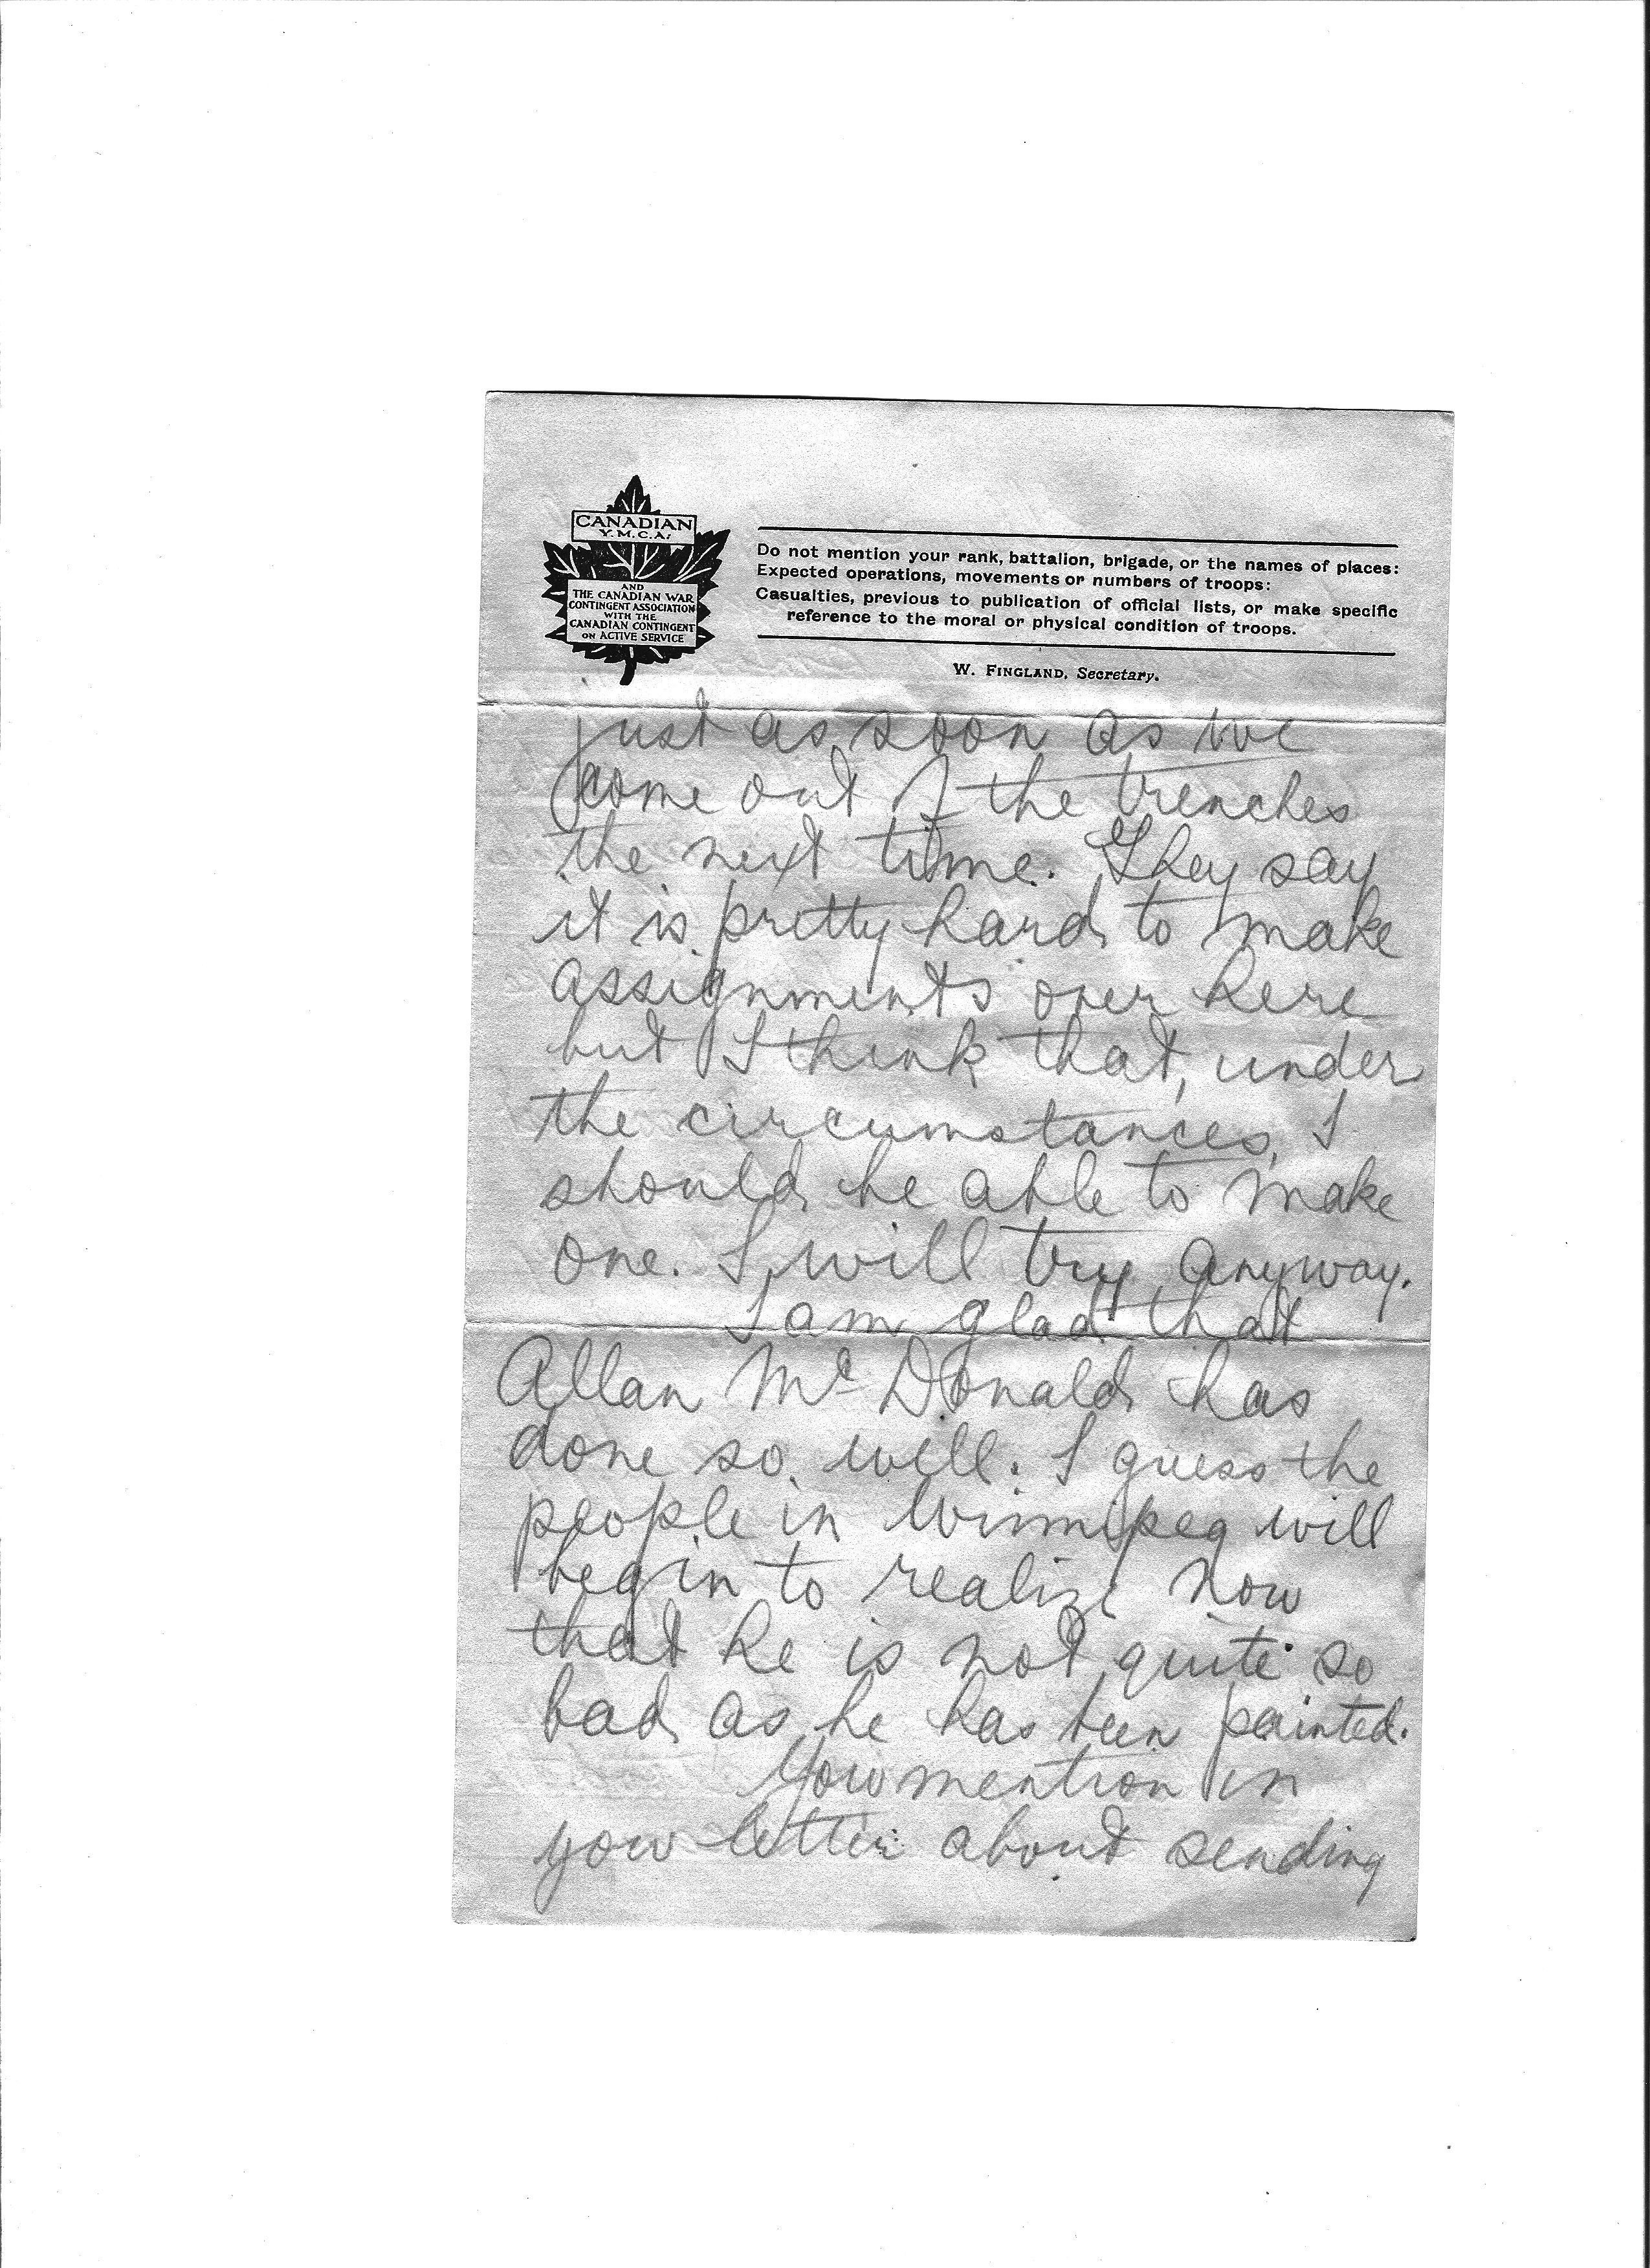 CANADIAN
Y.M.C.A.
AND
THE CANADIAN WAR
CONTINGENT ASSOCIATION
WITH THE
CANADIAN CONTINGENT
ON ACTIVE SERVICE
Do not mention your rank, battalion, brigade, or the names of places:
Expected operations, movements or numbers of troops:
Casualties, previous to publication of official lists, or make specific
reference to the moral or physical condition of troops.
W. FINGLAND, Secretary.
just as soon as we
come out of the trenches
the next time. They say
it is pretty hard to make
assignments over here
but I think that, under
the circumstances, I
should be able to make
one. I will try anyway.
I am glad that
Allan McDonald has
done so well. I guess the
people in Winnipeg will
begin to realize now
that he is not quite so
bad as he has been painted.
You mention in
your letter about sending